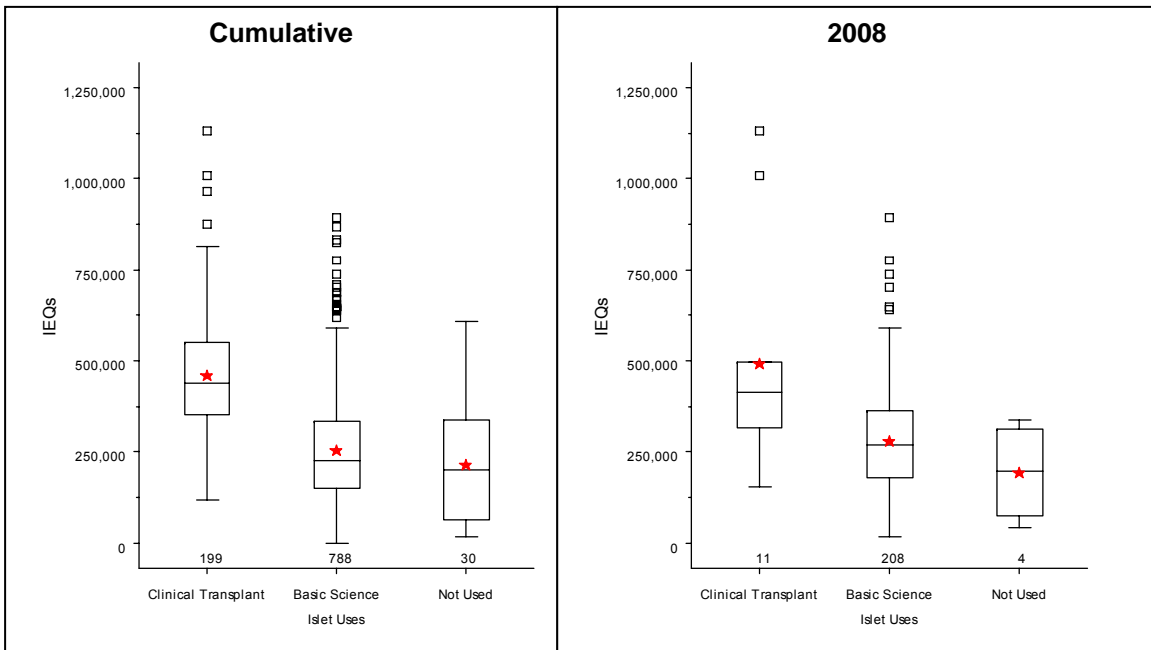 Cumulative
IEQs
1,250,000
1,000,000
750,000
500,000
250,000
0
199 788 30
Clinical Transplant Basic Science Not Used
Islet Uses
2008
IEQs
1,250,000
1,000,000
750,000
500,000
250,000
0
11 208 4
Clinical Transplant Basic Science Not Used
Islet Uses